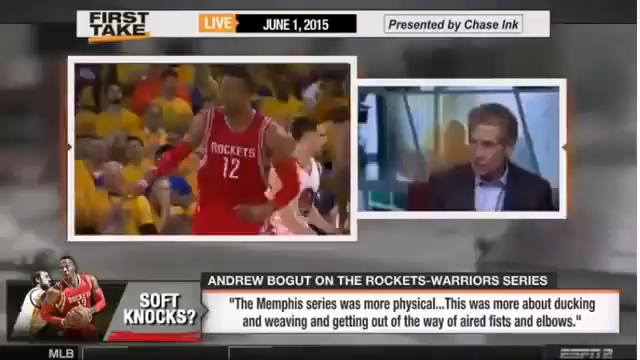 FIRST
TAKE
LIVE
JUNE 1, 2015
Presented by Chase Ink
ROCKETS
12
SOFT
KNOCKS?
ANDREW BOGUT ON THE ROCKETS-WARRIORS SERIES
"The Memphis series was more physical...This was more about ducking
and weaving and getting out of the way of aired fists and elbows."
MLB
ESPN 2